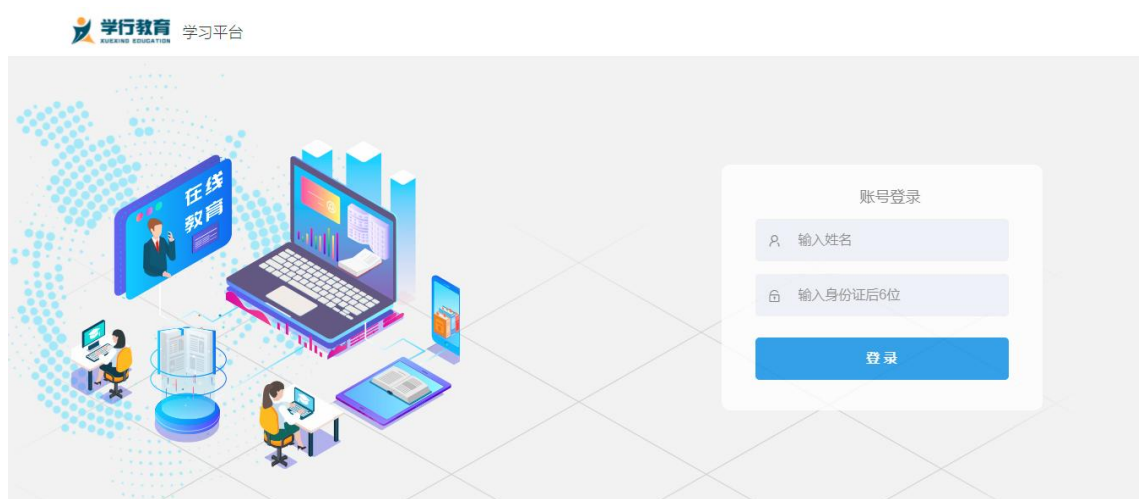 学行教育 学习平台
XUEXING EDUCATION
在线
教育
账号登录
输入姓名
输入身份证后6位
登录